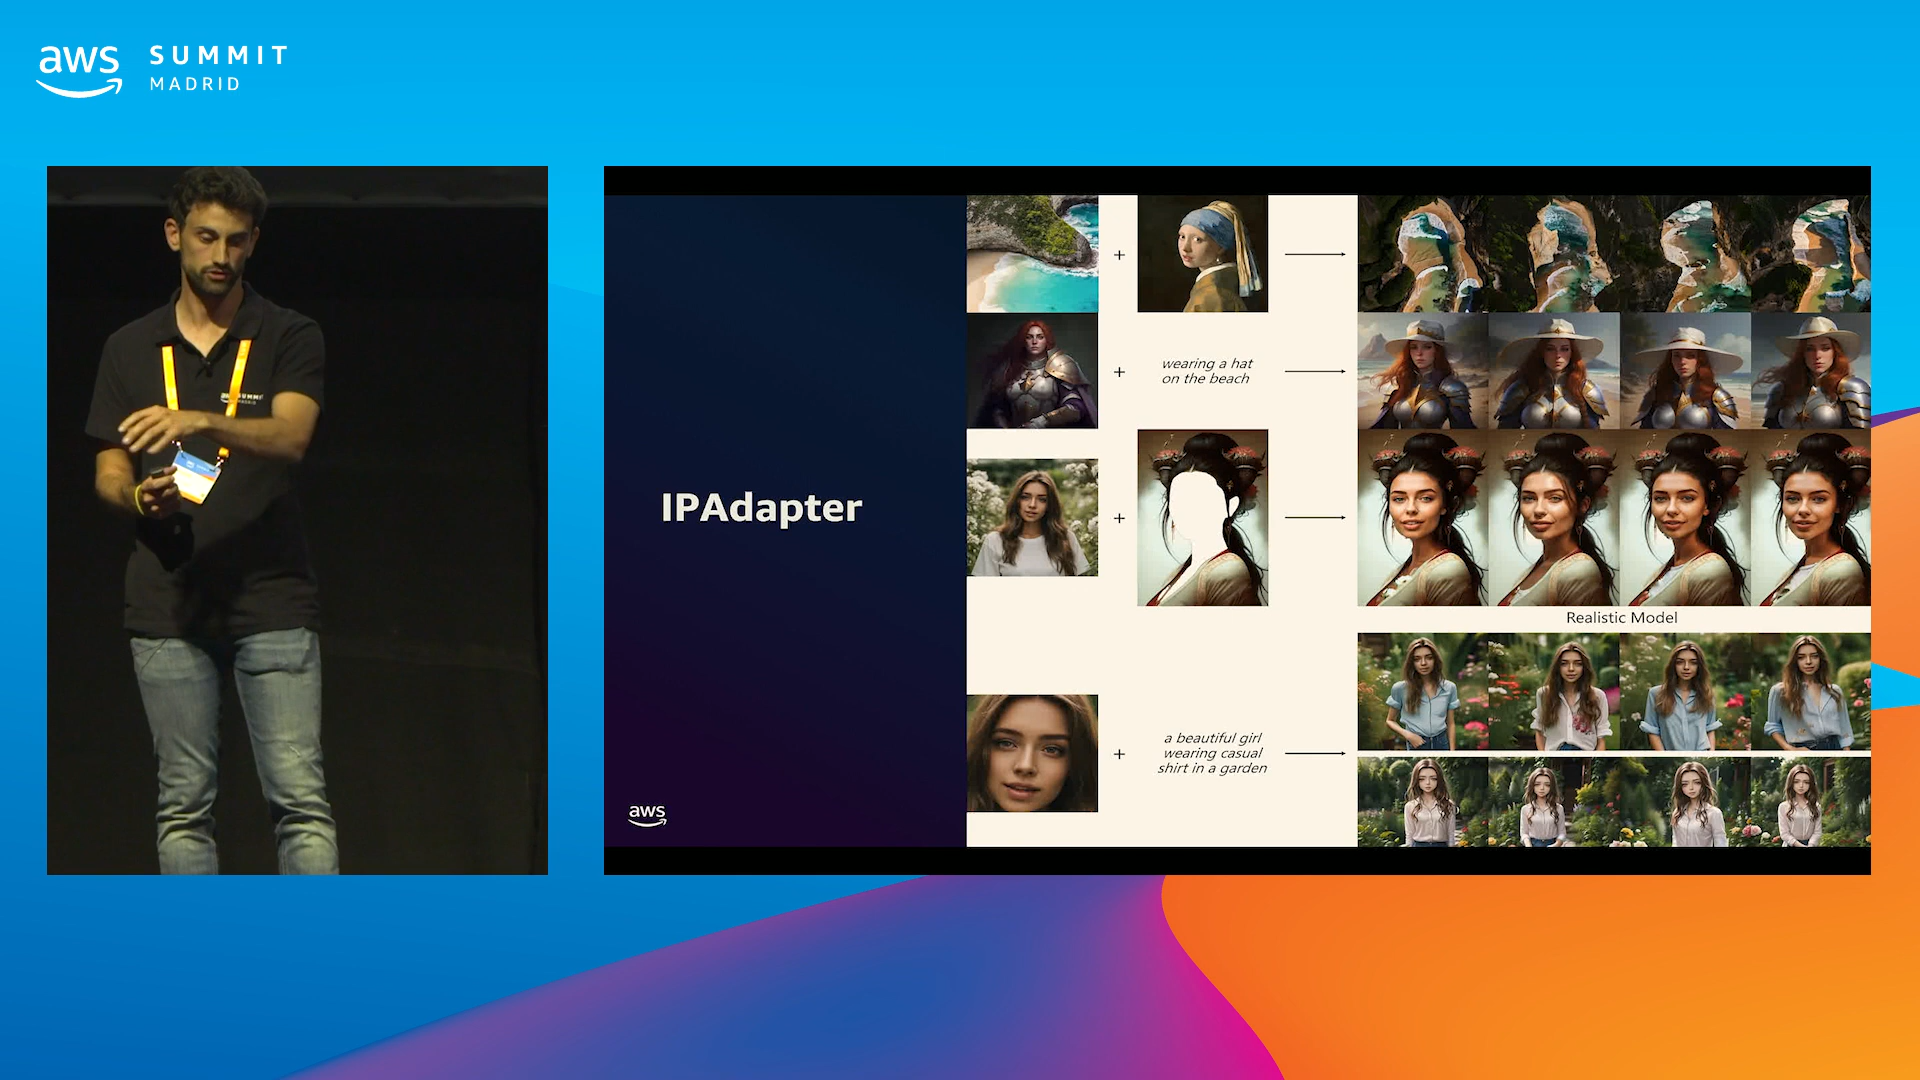 aws SUMMIT
MADRID
IPAdapter
wearing a hat
on the beach
Realistic Model
a beautiful girl
wearing casual
shirt in a garden
aws